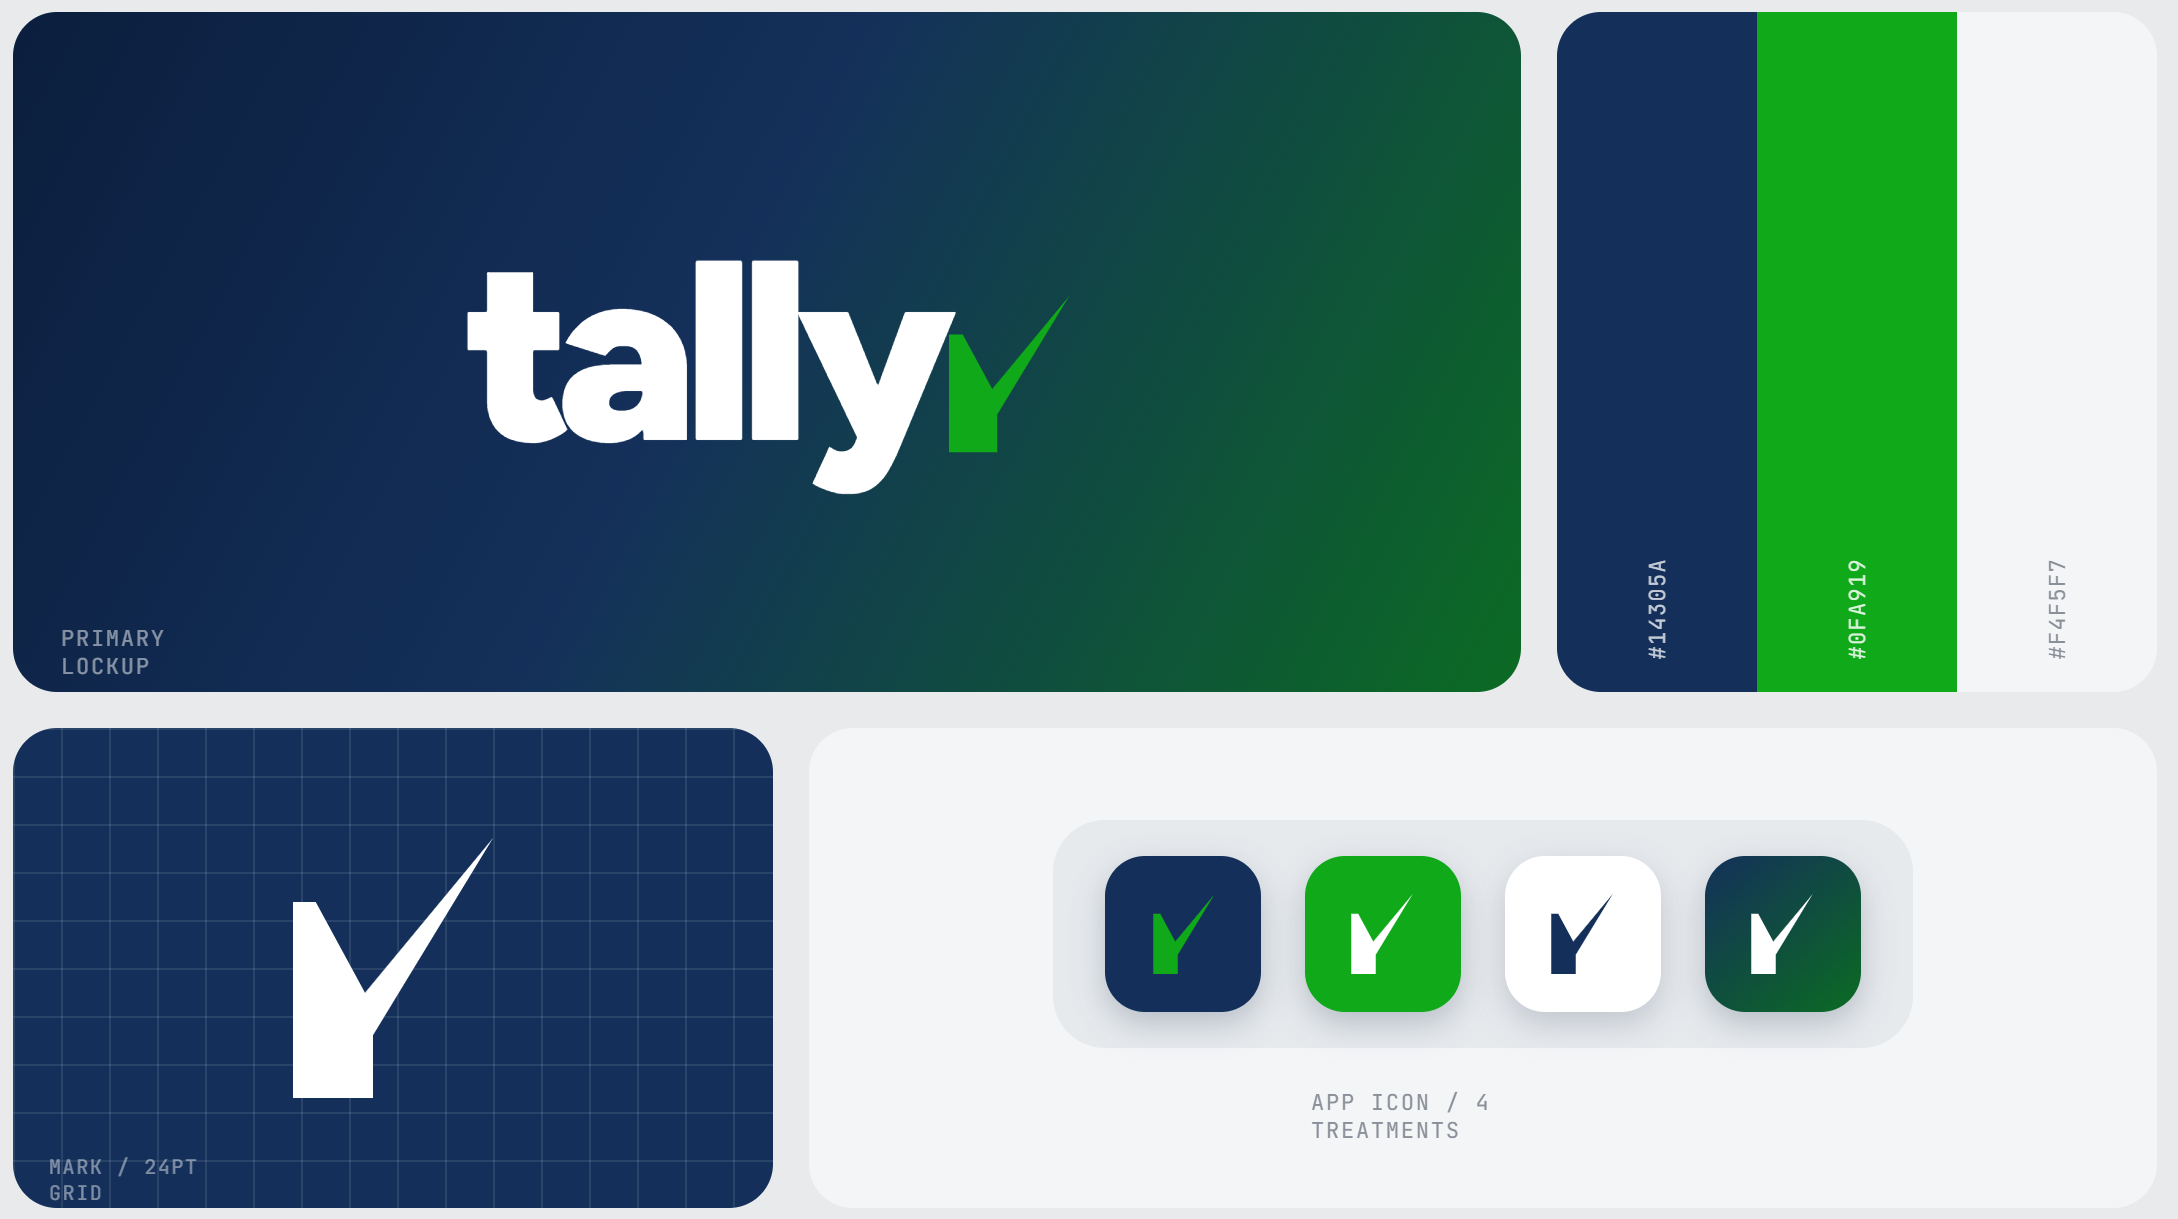 tally
PRIMARY
LOCKUP
#14305A
#0FA919
#F4F5F7
MARK / 24PT
GRID
APP ICON / 4
TREATMENTS